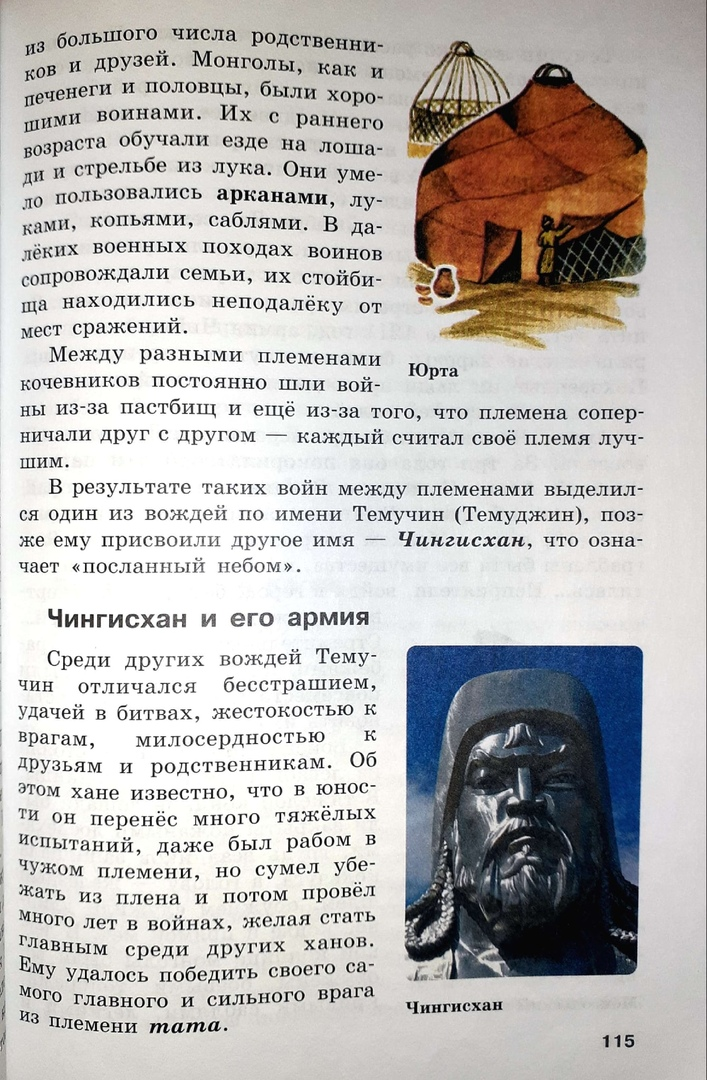 из большого числа родственни-
ков и друзей. Монголы, как и
печенеги и половцы, были хоро-
шими воинами. Их с раннего
возраста обучали езде на лоша-
ди и стрельбе из лука. Они уме-
ло пользовались арканами, лу-
ками, копьями, саблями. В да-
лёких военных походах воинов
сопровождали семьи, их стойби-
ща находились неподалёку от
мест сражений.
Юрта
Между разными племенами
кочевников постоянно шли вой-
ны из-за пастбищ и ещё из-за того, что племена сопер-
ничали друг с другом — каждый считал своё племя луч-
шим.
В результате таких войн между племенами выделил-
ся один из вождей по имени Темучин (Темуджин), поз-
же ему присвоили другое имя — Чингисхан, что озна-
чает «посланный небом».
Чингисхан и его армия
Среди других вождей Тему-
чин отличался бесстрашием,
удачей в битвах, жестокостью к
врагам, милосердностью к
друзьям и родственникам. Об
этом хане известно, что в юнос-
ти он перенёс много тяжёлых
испытаний, даже был рабом в
чужом племени, но сумел убе-
жать из плена и потом провёл
много лет в войнах, желая стать
главным среди других ханов.
Ему удалось победить своего са-
мого главного и сильного врага
из племени тата.
Чингисхан
115